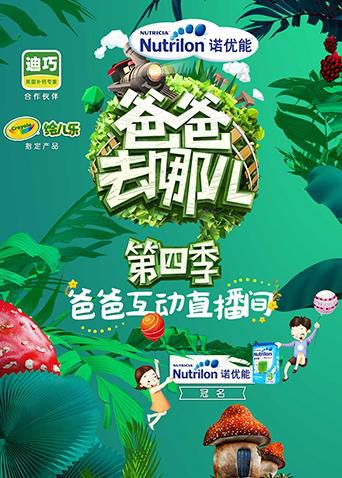 NUTRICIA
Nutrilon 诺优能
迪巧
美国补钙专家
合作伙伴
Crayola 绘儿乐
指定产品
爸爸
去哪儿
第四季
爸爸互动直播间
NUTRICIA
Nutrilon 诺优能
冠名
Nutrilon